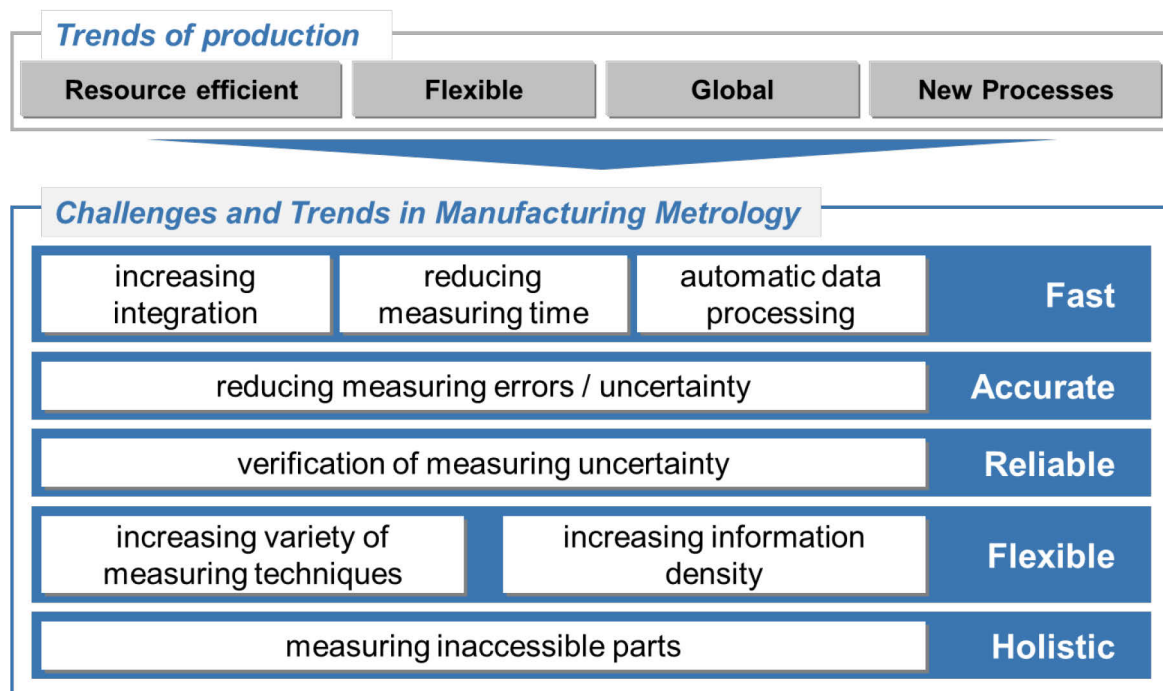 Trends of production
Resource efficient
Flexible
Global
New Processes
Challenges and Trends in Manufacturing Metrology
increasing
integration
reducing
measuring time
automatic data
processing
Fast
reducing measuring errors / uncertainty
Accurate
verification of measuring uncertainty
Reliable
increasing variety of
measuring techniques
increasing information
density
Flexible
measuring inaccessible parts
Holistic